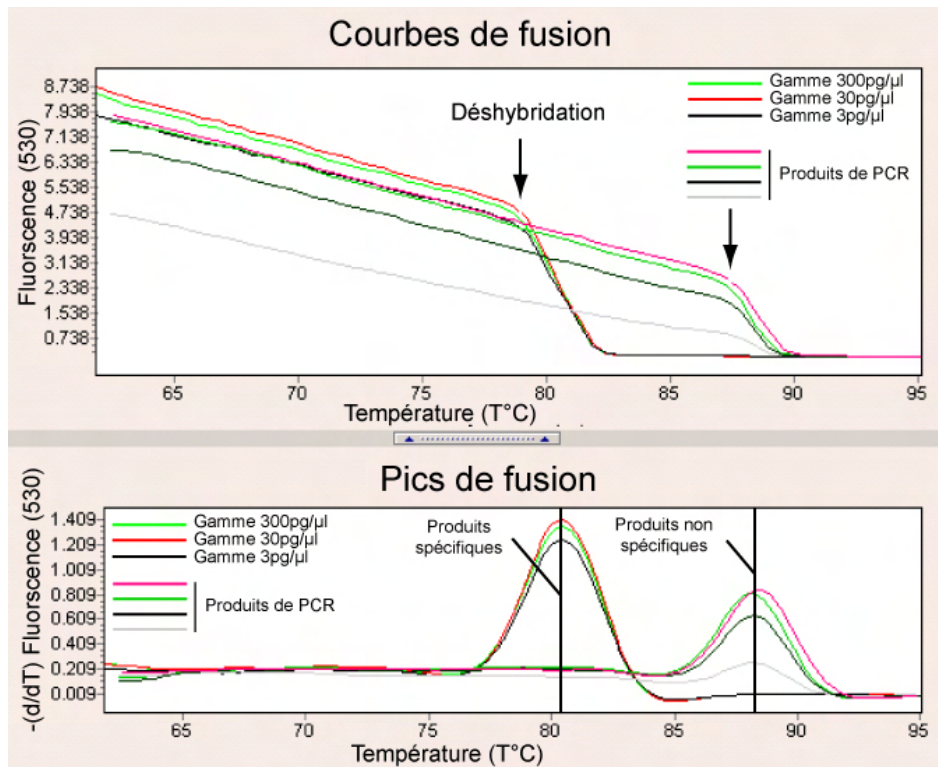 Courbes de fusion
Fluorscence (530)
8.738
7.938
7.138
6.338
5.538
4.738
3.938
3.138
2.338
1.538
0.738
Déshybridation
Gamme 300pg/µl
Gamme 30pg/µl
Gamme 3pg/µl
Produits de PCR
65
70
75
80
85
90
95
Température (T°C)
Pics de fusion
-(d/dT) Fluorscence (530)
1.409
1.209
1.009
0.809
0.609
0.409
0.209
0.009
Gamme 300pg/µl
Gamme 30pg/µl
Gamme 3pg/µl
Produits de PCR
Produits
spécifiques
Produits non
spécifiques
65
70
75
80
85
90
95
Température (T°C)